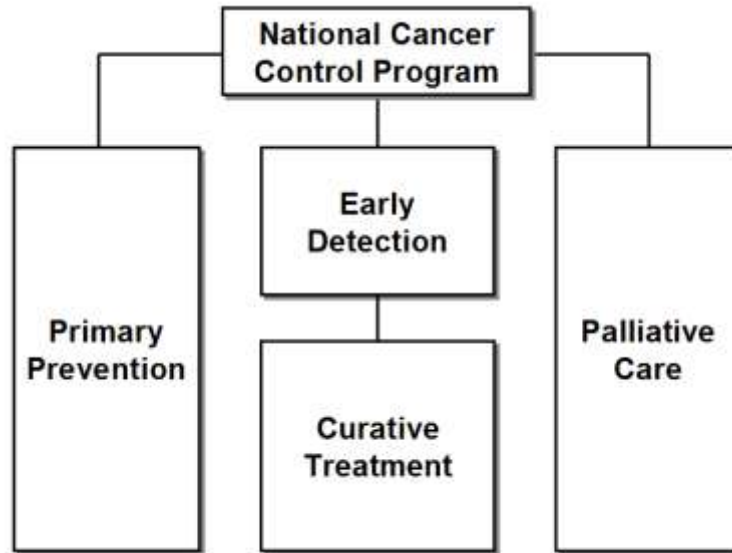 National Cancer
Control Program
Early
Detection
Primary
Prevention
Palliative
Care
Curative
Treatment